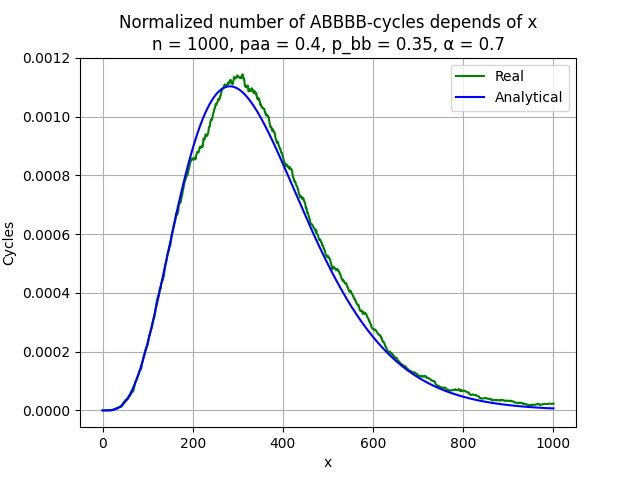 Normalized number of ABBBB-cycles depends of x
n = 1000, paa = 0.4, p_bb = 0.35, α = 0.7
Real
Analytical
0.0012
0.0010
0.0008
0.0006
0.0004
0.0002
0.0000
Cycles
0 200 400 600 800 1000
x